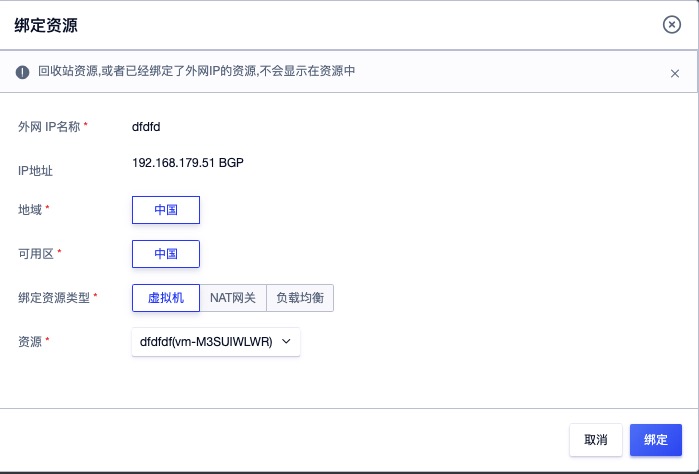 绑定资源
回收站资源,或者已经绑定了外网IP的资源,不会显示在资源中
外网 IP名称 * dfdfd
IP地址 192.168.179.51 BGP
地域 * 中国
可用区 * 中国
绑定资源类型 * 虚拟机 NAT网关 负载均衡
资源 * dfdfdf(vm-M3SUIWLWR)
取消 绑定